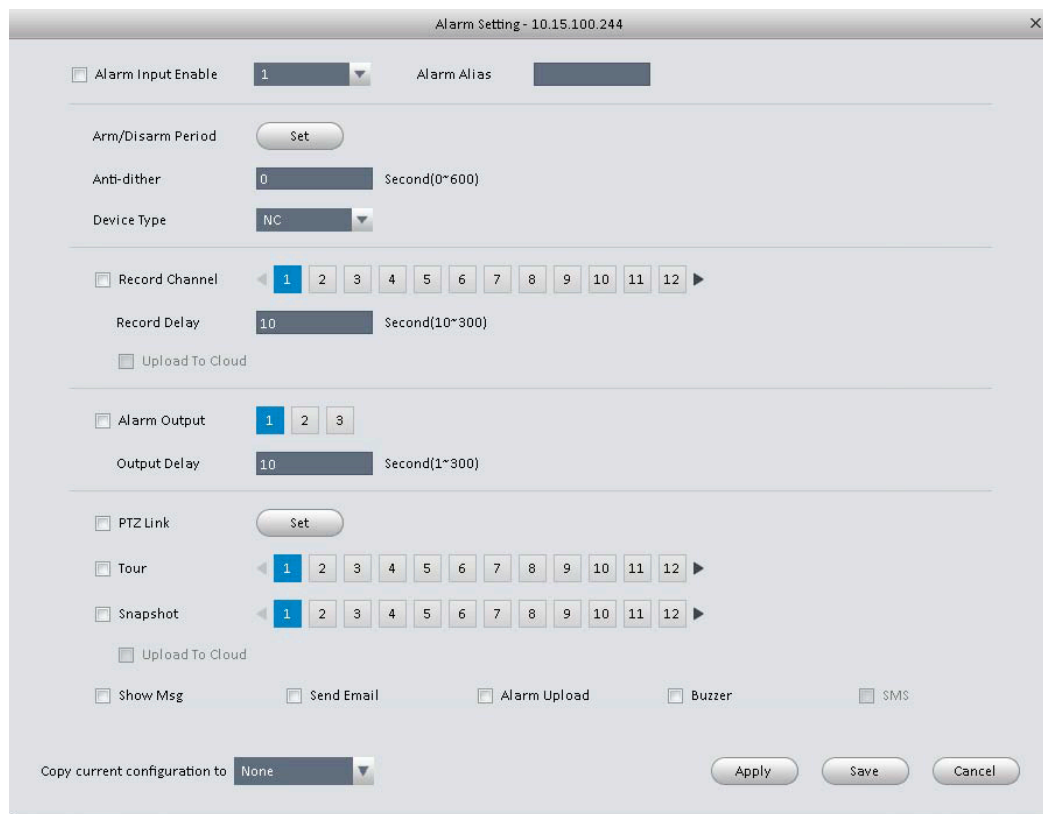 Alarm Setting - 10.15.100.244
Alarm Input Enable 1 Alarm Alias
Arm/Disarm Period Set
Anti-dither 0 Second(0~600)
Device Type NC
Record Channel 1 2 3 4 5 6 7 8 9 10 11 12
Record Delay 10 Second(10~300)
Upload To Cloud
Alarm Output 1 2 3
Output Delay 10 Second(1~300)
PTZ Link Set
Tour 1 2 3 4 5 6 7 8 9 10 11 12
Snapshot 1 2 3 4 5 6 7 8 9 10 11 12
Upload To Cloud
Show Msg Send Email Alarm Upload Buzzer SMS
Copy current configuration to None Apply Save Cancel